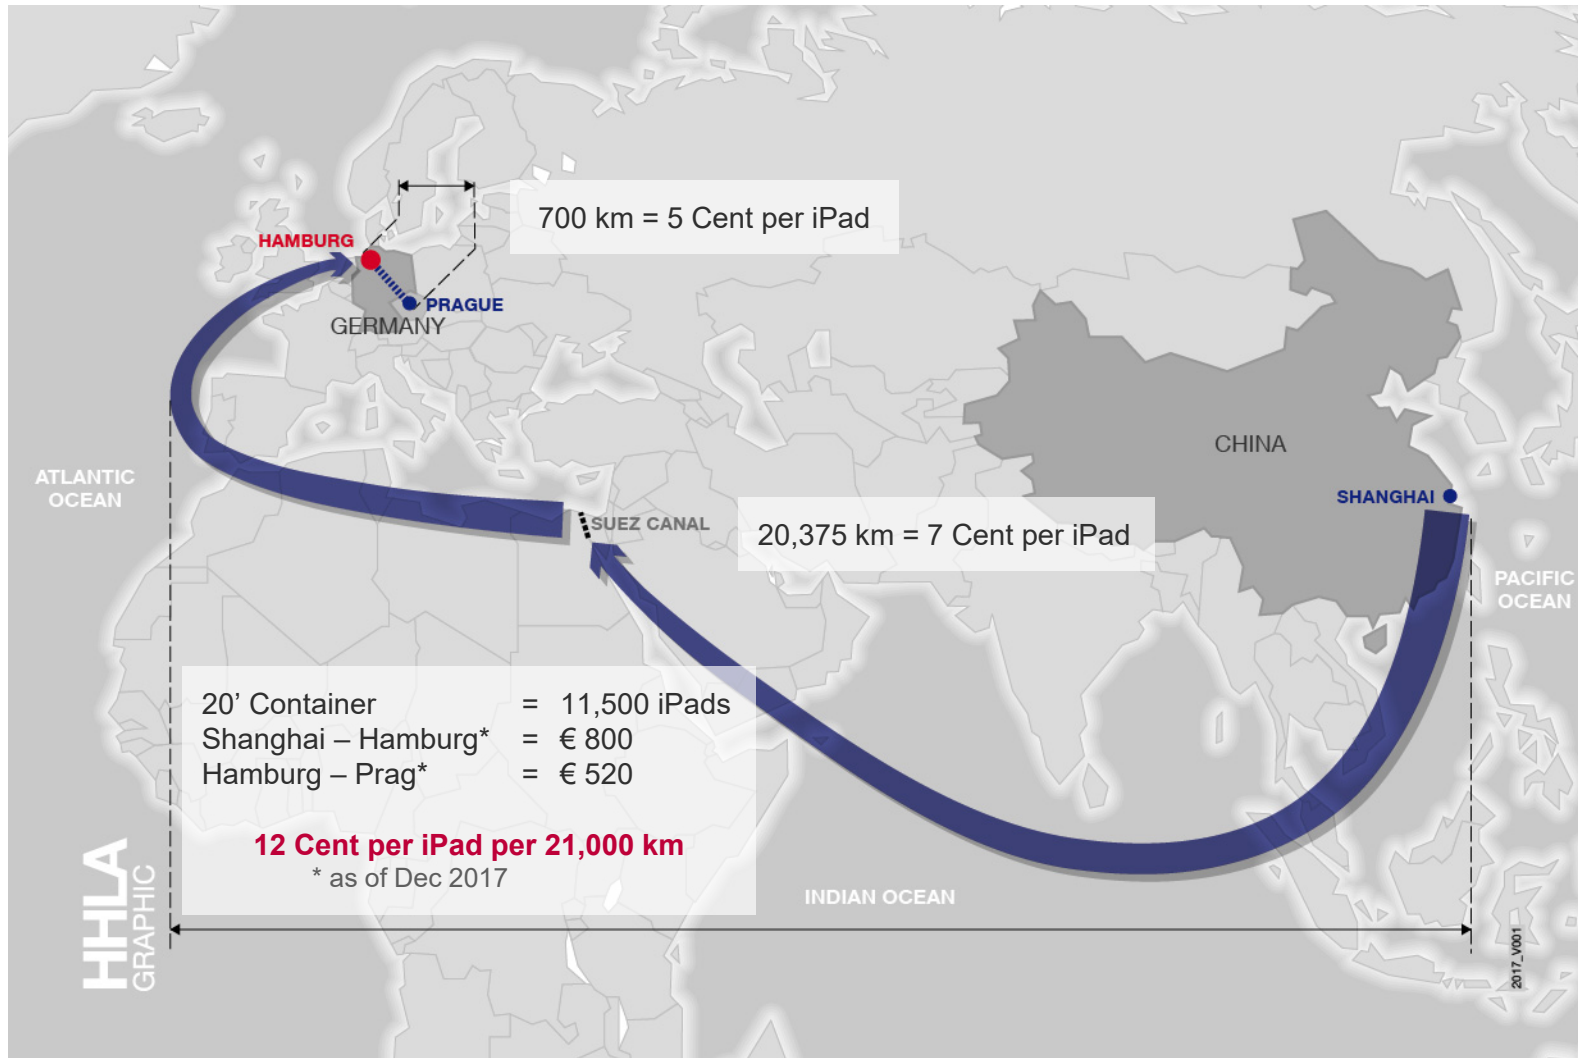 700 km = 5 Cent per iPad
HAMBURG
PRAGUE
GERMANY
CHINA
ATLANTIC
OCEAN
SHANGHAI
SUEZ CANAL
20,375 km = 7 Cent per iPad
PACIFIC
OCEAN
20’ Container = 11,500 iPads
Shanghai – Hamburg* = € 800
Hamburg – Prag* = € 520
12 Cent per iPad per 21,000 km
* as of Dec 2017
INDIAN OCEAN
HHLA
GRAPHIC
2017_V001